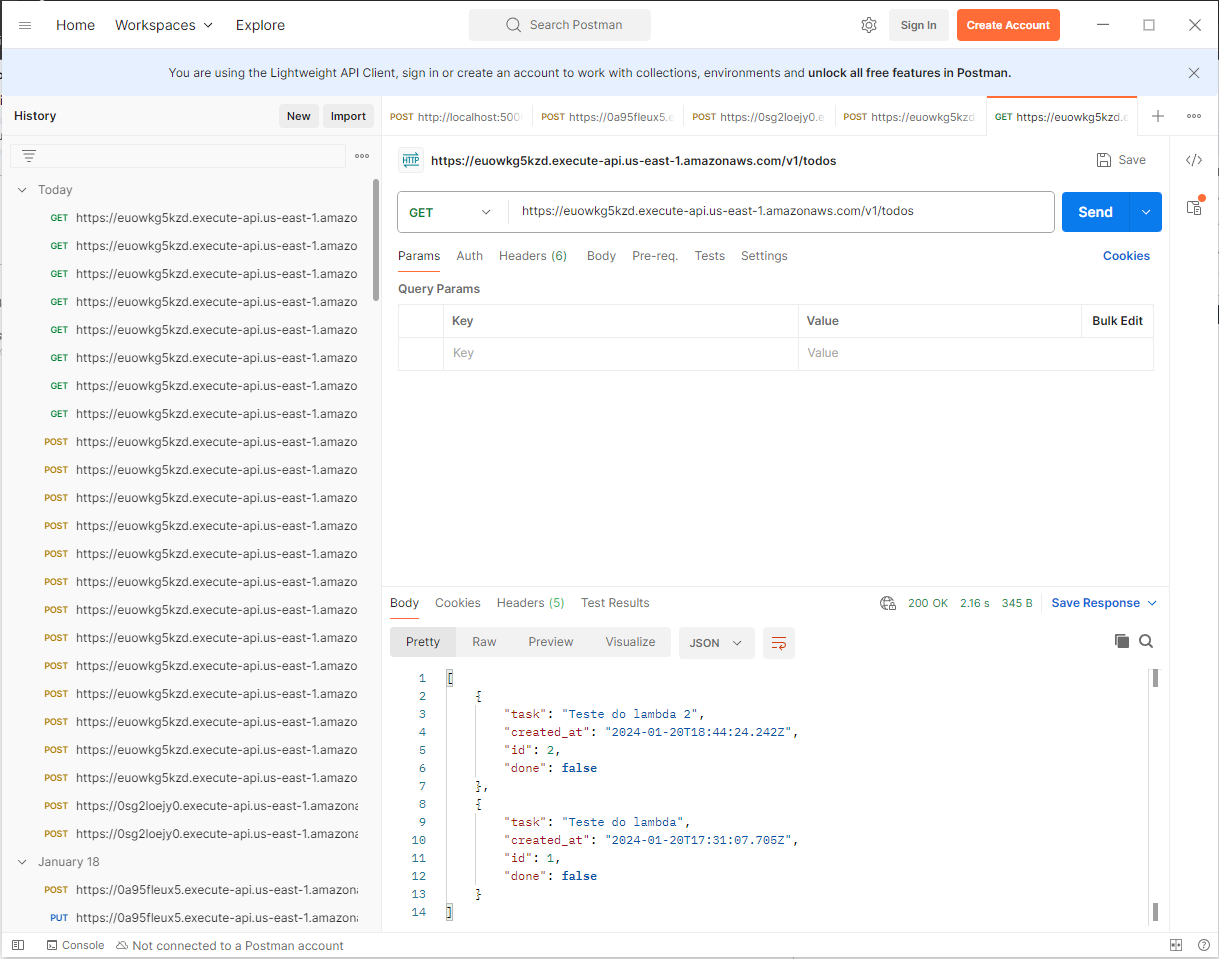 Home Workspaces Explore Search Postman Sign In Create Account
You are using the Lightweight API Client, sign in or create an account to work with collections, environments and unlock all free features in Postman.
History New Import
Today
GET https://euowkg5kzd.execute-api.us-east-1.amazo
GET https://euowkg5kzd.execute-api.us-east-1.amazo
GET https://euowkg5kzd.execute-api.us-east-1.amazo
GET https://euowkg5kzd.execute-api.us-east-1.amazo
GET https://euowkg5kzd.execute-api.us-east-1.amazo
GET https://euowkg5kzd.execute-api.us-east-1.amazo
GET https://euowkg5kzd.execute-api.us-east-1.amazo
GET https://euowkg5kzd.execute-api.us-east-1.amazo
POST https://euowkg5kzd.execute-api.us-east-1.amazo
POST https://euowkg5kzd.execute-api.us-east-1.amazo
POST https://euowkg5kzd.execute-api.us-east-1.amazo
POST https://euowkg5kzd.execute-api.us-east-1.amazo
POST https://euowkg5kzd.execute-api.us-east-1.amazo
POST https://euowkg5kzd.execute-api.us-east-1.amazo
POST https://euowkg5kzd.execute-api.us-east-1.amazo
POST https://euowkg5kzd.execute-api.us-east-1.amazo
POST https://euowkg5kzd.execute-api.us-east-1.amazo
POST https://euowkg5kzd.execute-api.us-east-1.amazo
POST https://euowkg5kzd.execute-api.us-east-1.amazo
POST https://euowkg5kzd.execute-api.us-east-1.amazo
POST https://euowkg5kzd.execute-api.us-east-1.amazo
POST https://0sg2loejy0.execute-api.us-east-1.amazona
POST https://0sg2loejy0.execute-api.us-east-1.amazona
January 18
POST https://0a95fleux5.execute-api.us-east-1.amazona
PUT https://0a95fleux5.execute-api.us-east-1.amazona
POST http://localhost:500 POST https://0a95fleux5.e POST https://0sg2loejy0.e POST https://euowkg5kzd GET https://euowkg5kzd.e
HTTP https://euowkg5kzd.execute-api.us-east-1.amazonaws.com/v1/todos Save
GET https://euowkg5kzd.execute-api.us-east-1.amazonaws.com/v1/todos Send
Params Auth Headers (6) Body Pre-req. Tests Settings Cookies
Query Params
Key Value Bulk Edit
Key Value
Body Cookies Headers (5) Test Results 200 OK 2.16 s 345 B Save Response
Pretty Raw Preview Visualize JSON
1 [
2 {
3 "task": "Teste do lambda 2",
4 "created_at": "2024-01-20T18:44:24.242Z",
5 "id": 2,
6 "done": false
7 },
8 {
9 "task": "Teste do lambda",
10 "created_at": "2024-01-20T17:31:07.705Z",
11 "id": 1,
12 "done": false
13 }
14 ]
Console Not connected to a Postman account